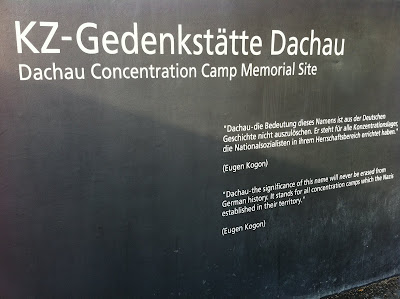 KZ-Gedenkstätte Dachau
Dachau Concentration Camp Memorial Site
"Dachau-die Bedeutung dieses Namens ist aus der Deutschen
Geschichte nicht auszulöschen. Er steht für alle Konzentrationslager,
die Nationalsozialisten in ihrem Herrschaftsbereich errichtet haben."
(Eugen Kogon)
"Dachau-the significance of this name will never be erased from
German history. It stands for all concentration camps which the Nazis
established in their territory."
(Eugen Kogon)